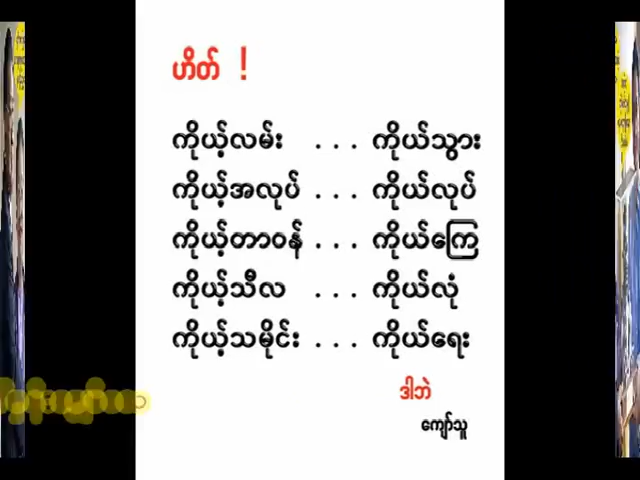 ဟိတ် !
ကိုယ့်လမ်း ... ကိုယ်သွား
ကိုယ့်အလုပ် ... ကိုယ်လုပ်
ကိုယ့်တာဝန် ... ကိုယ်ကြေ
ကိုယ့်သီလ ... ကိုယ်လုံ
ကိုယ့်သမိုင်း ... ကိုယ်ရေး
ဒါဘဲ
ကျော်သူ